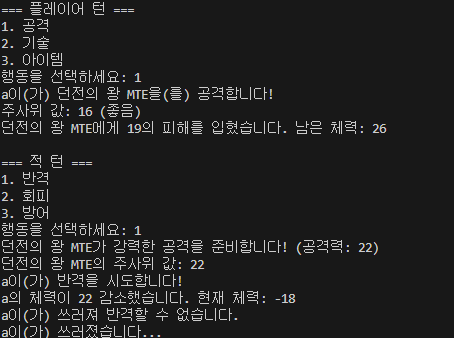 === 플레이어 턴 ===
1. 공격
2. 기술
3. 아이템
행동을 선택하세요: 1
a이(가) 던전의 왕 MTE을(를) 공격합니다!
주사위 값: 16 (좋음)
던전의 왕 MTE에게 19의 피해를 입혔습니다. 남은 체력: 26
=== 적 턴 ===
1. 반격
2. 회피
3. 방어
행동을 선택하세요: 1
던전의 왕 MTE가 강력한 공격을 준비합니다! (공격력: 22)
던전의 왕 MTE의 주사위 값: 22
a이(가) 반격을 시도합니다!
a의 체력이 22 감소했습니다. 현재 체력: -18
a이(가) 쓰러져 반격할 수 없습니다.
a이(가) 쓰러졌습니다...